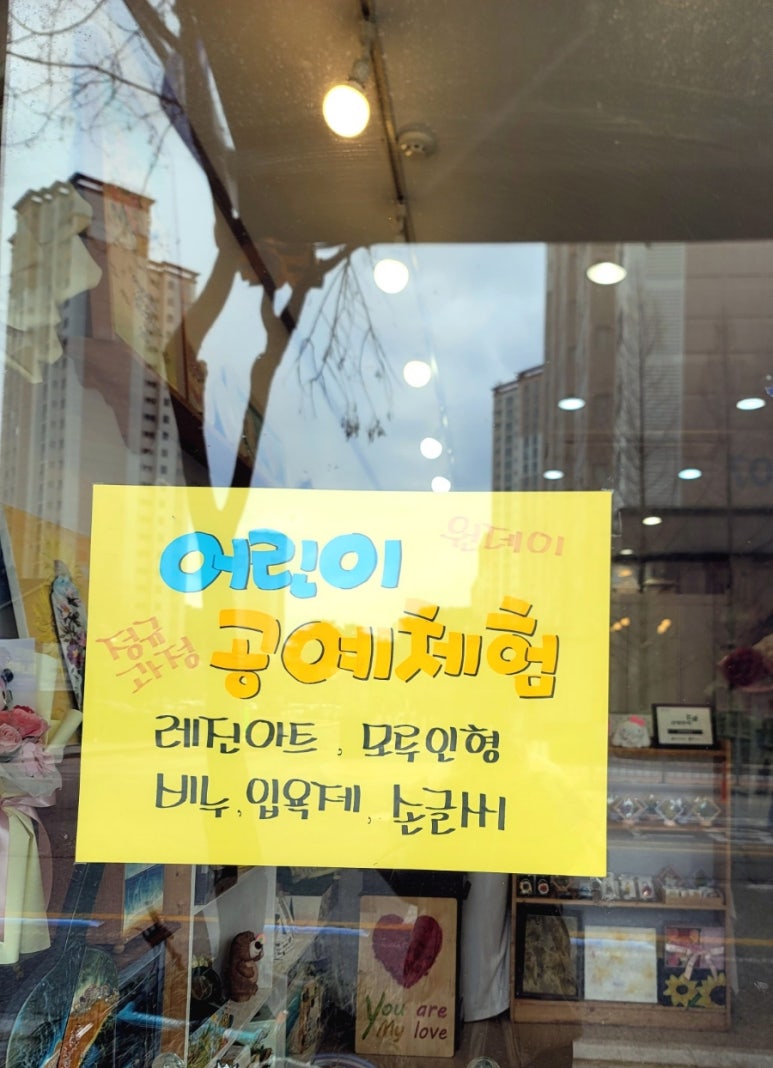 어린이
원데이
정규
과정
공예체험
레진아트, 모루인형
비누, 입욕제, 손글씨
You are
My love